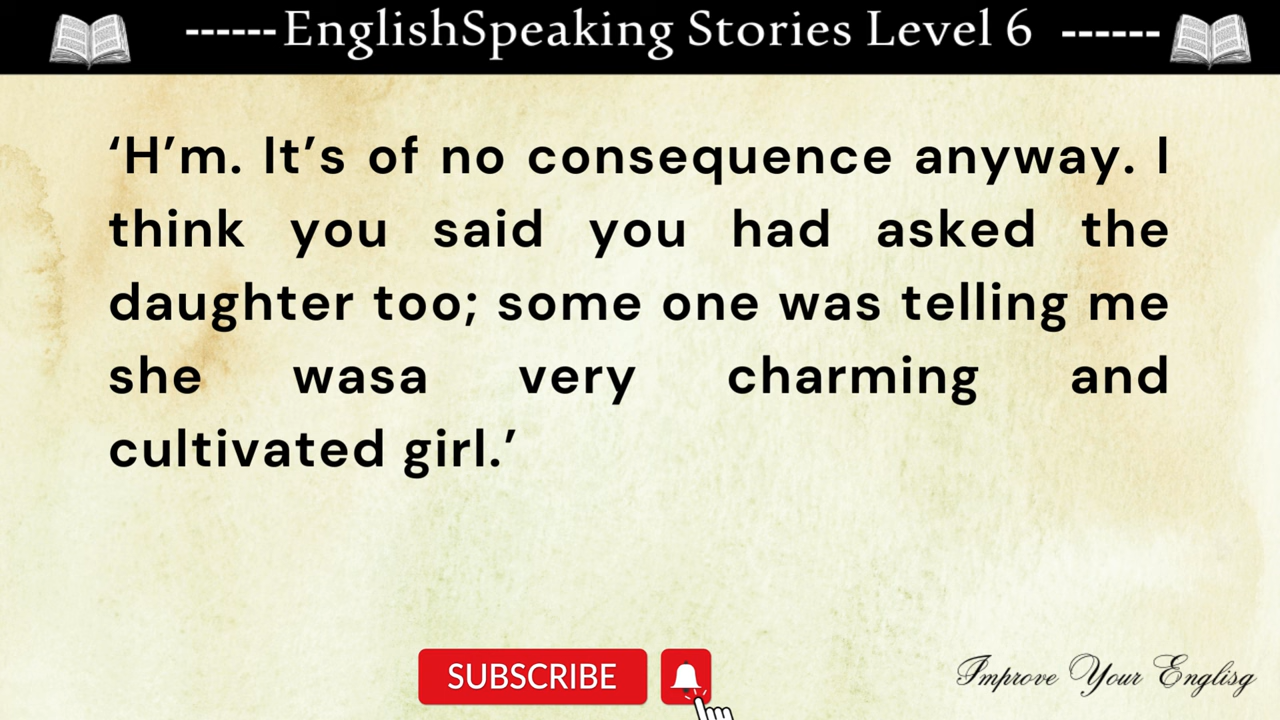 ------EnglishSpeaking Stories Level 6 ------
‘H’m. It’s of no consequence anyway. I
think you said you had asked the
daughter too; some one was telling me
she wasa very charming and
cultivated girl.’
SUBSCRIBE
Improve Your Englisg